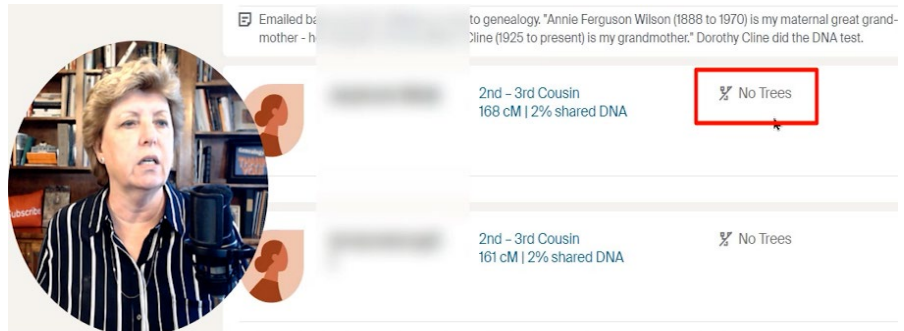 Emailed ba to genealogy. "Annie Ferguson Wilson (1888 to 1970) is my maternal great grand-
mother - h Cline (1925 to present) is my grandmother." Dorothy Cline did the DNA test.
2nd – 3rd Cousin
No Trees
168 cM | 2% shared DNA
Subscribe
2nd – 3rd Cousin
No Trees
161 cM | 2% shared DNA